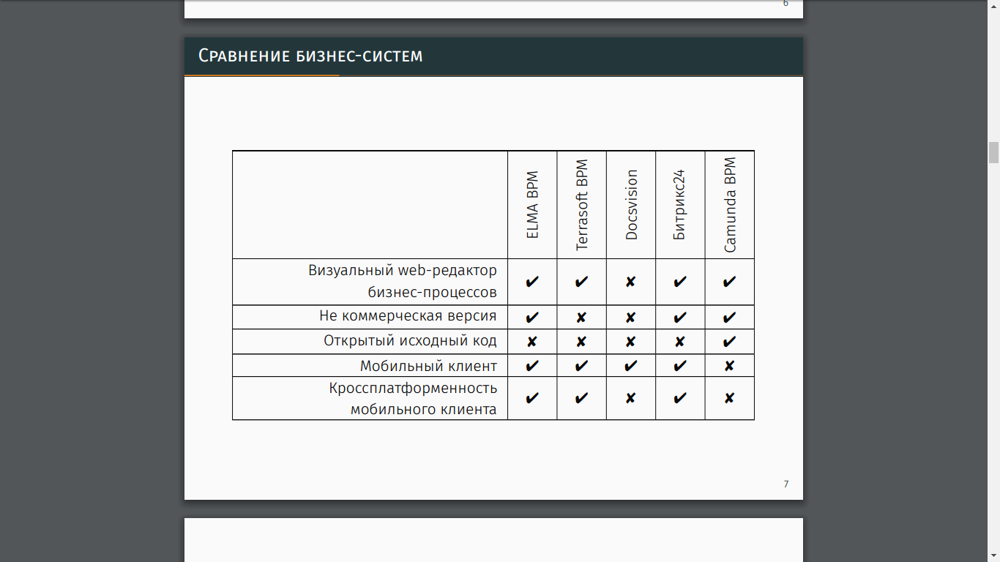 6
Сравнение бизнес-систем
ELMA BPM
Terrasoft BPM
Docsvision
Битрикс24
Camunda BPM
Визуальный web-редактор
бизнес-процессов
✔ ✔ ✘ ✔ ✔
Не коммерческая версия ✔ ✘ ✘ ✔ ✔
Открытый исходный код ✘ ✘ ✘ ✘ ✔
Мобильный клиент ✔ ✔ ✔ ✔ ✘
Кроссплатформенность
мобильного клиента
✔ ✔ ✘ ✔ ✘
7